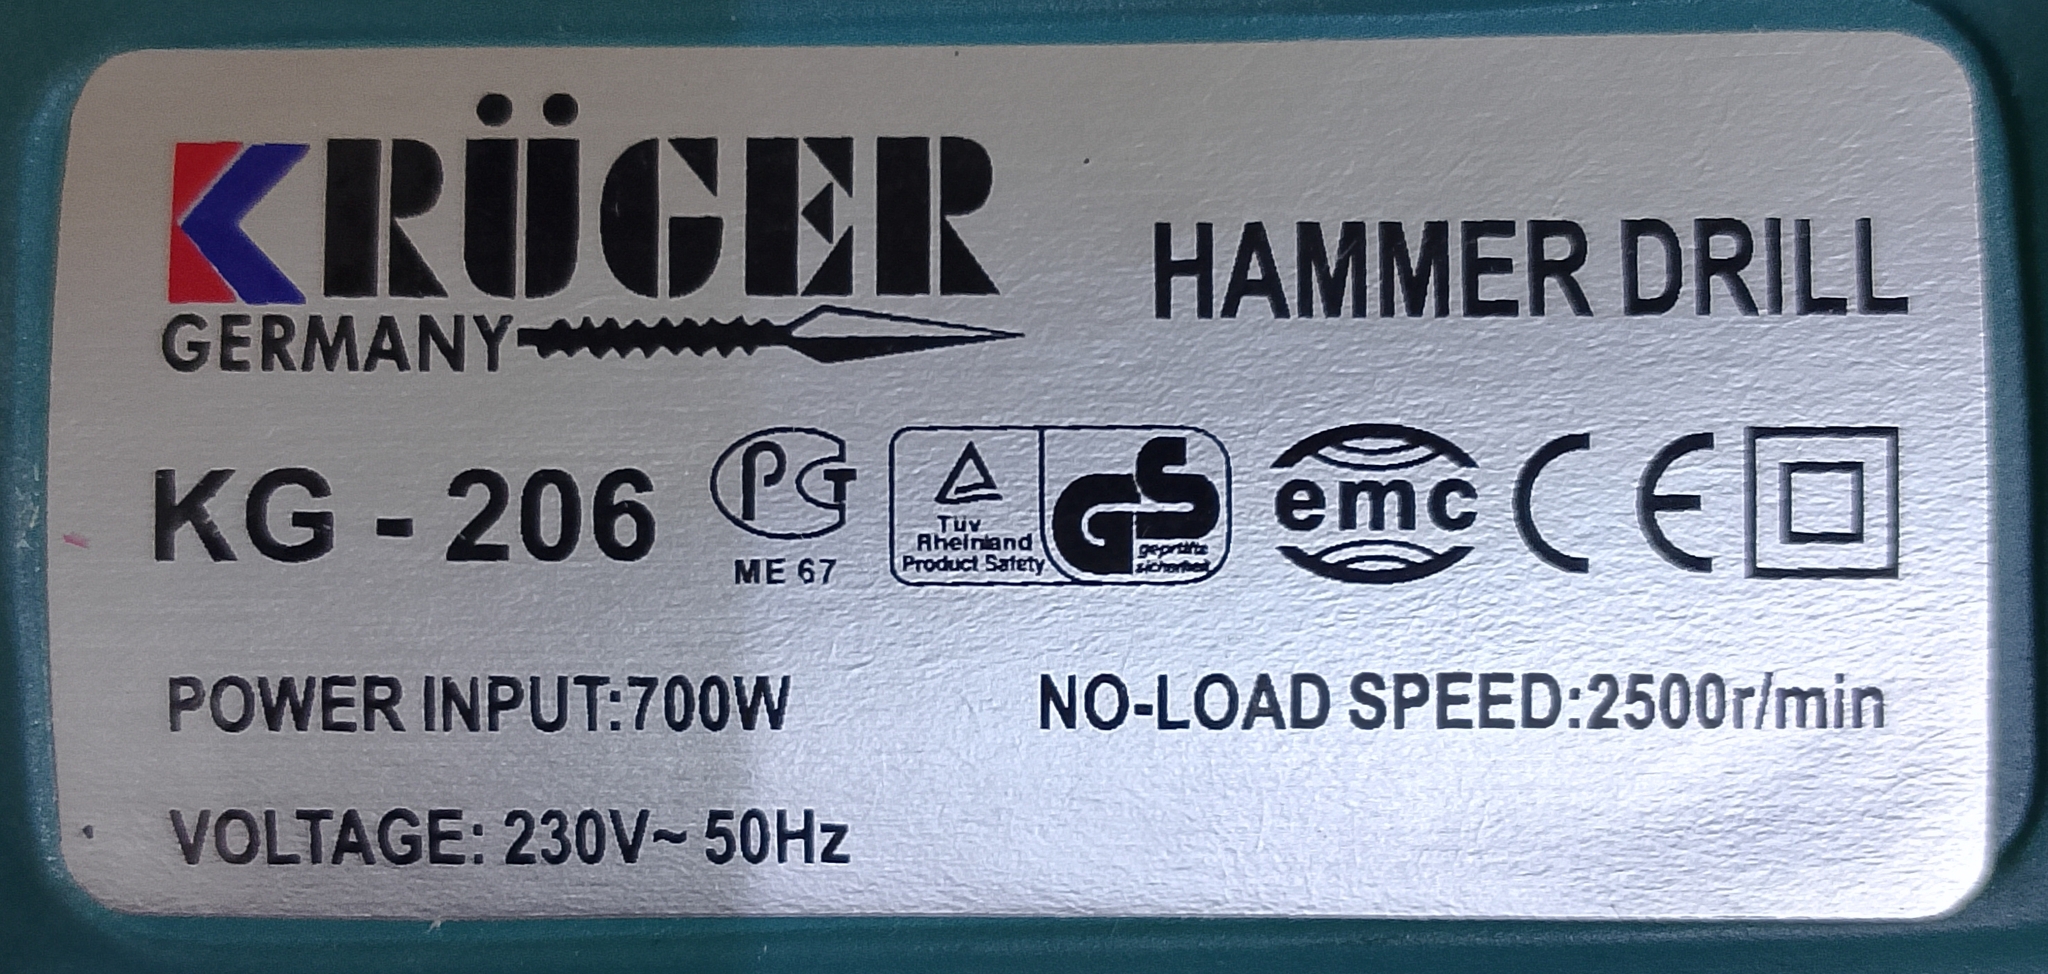 KRÜGER
GERMANY
HAMMER DRILL
KG - 206
PG
ME 67
TÜV
Rheinland
Product Safety
GS
geprüfte
sicherheit
emc
CE
POWER INPUT:700W
NO-LOAD SPEED:2500r/min
VOLTAGE: 230V~ 50Hz